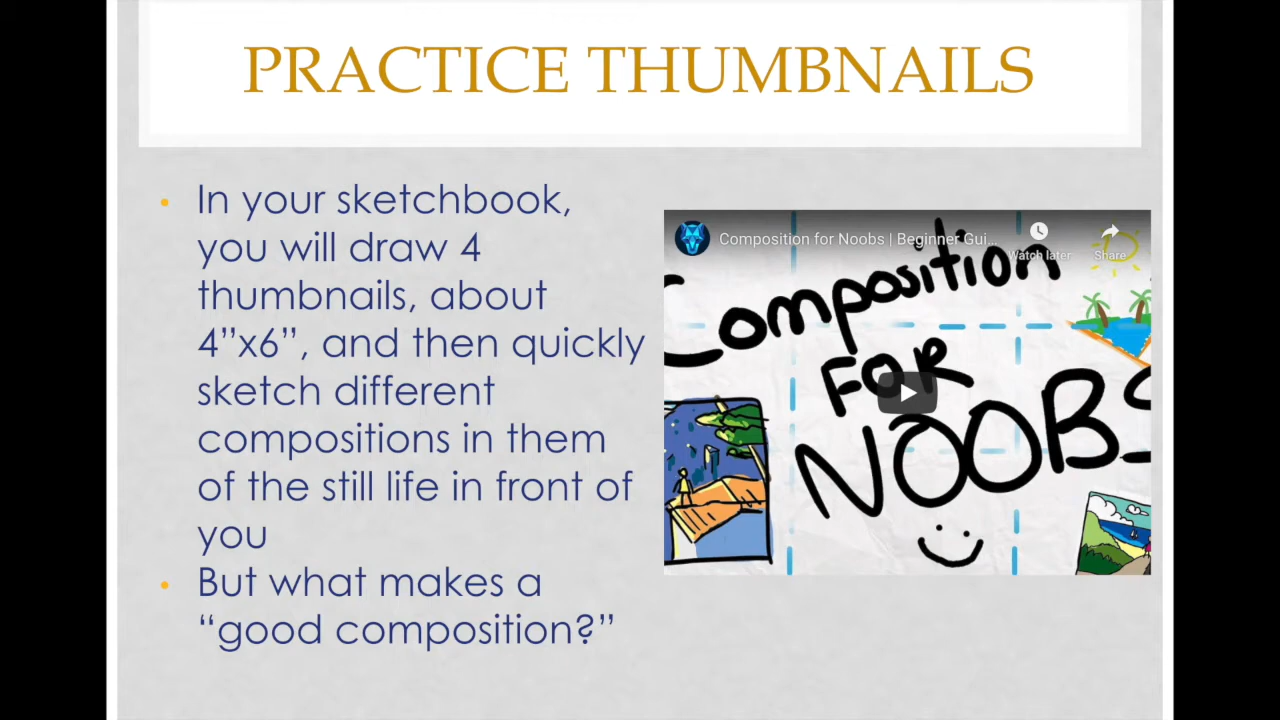 PRACTICE THUMBNAILS
• In your sketchbook,
you will draw 4
thumbnails, about
4”x6”, and then quickly
sketch different
compositions in them
of the still life in front of
you
• But what makes a
“good composition?”
Composition for Noobs | Beginner Gui...
Watch later
Share
Composition
FOR
NOOBS